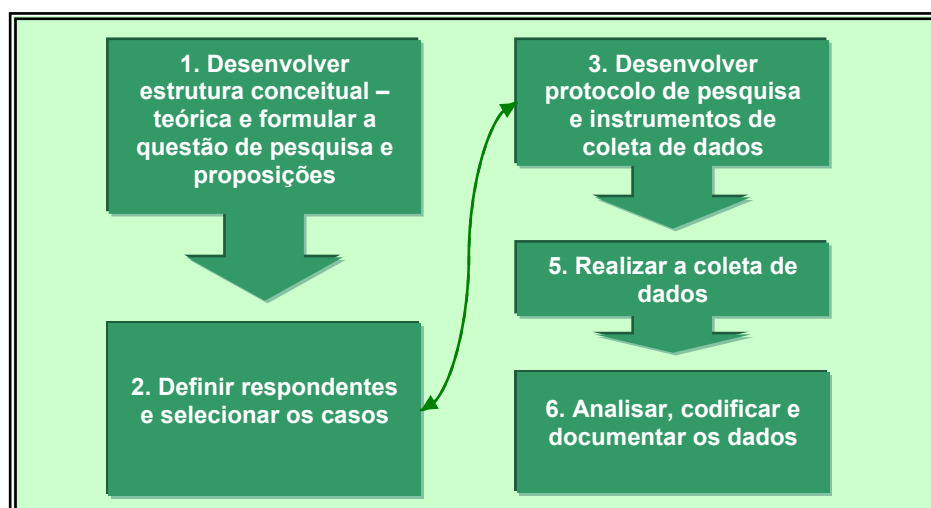 1. Desenvolver
estrutura conceitual –
teórica e formular a
questão de pesquisa e
proposições
2. Definir respondentes
e selecionar os casos
3. Desenvolver
protocolo de pesquisa
e instrumentos de
coleta de dados
5. Realizar a coleta de
dados
6. Analisar, codificar e
documentar os dados